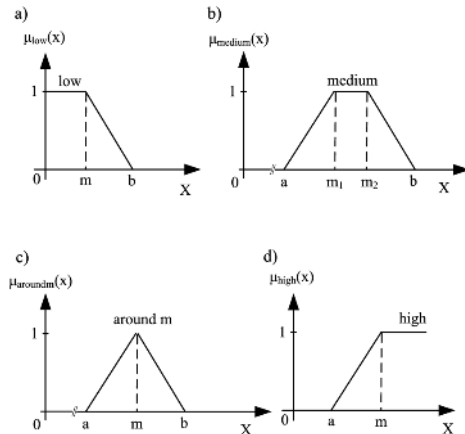 a)
μlow(x)
low
1
0
m
b
X
b)
μmedium(x)
medium
1
0
a
m1
m2
b
X
c)
μaroundm(x)
around m
1
0
a
m
b
X
d)
μhigh(x)
high
1
0
a
m
X